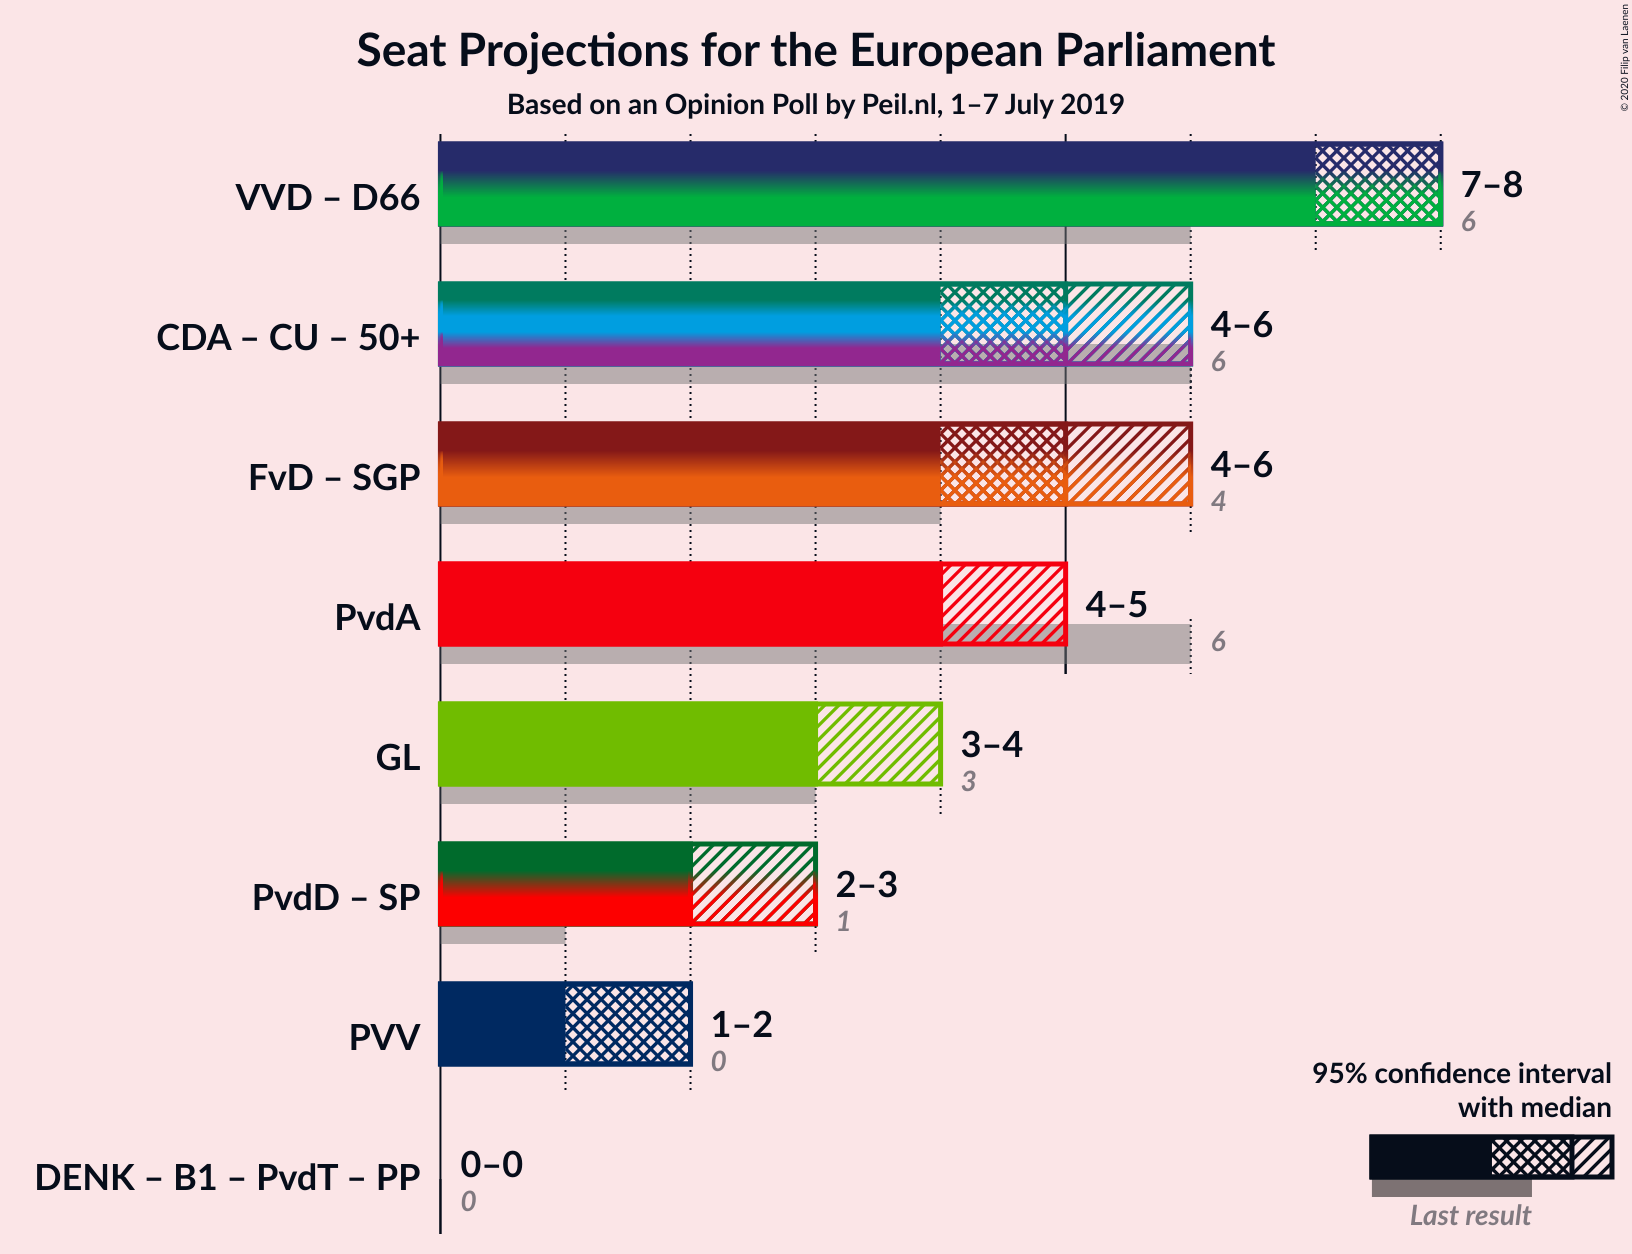 Seat Projections for the European Parliament
Based on an Opinion Poll by Peil.nl, 1–7 July 2019
© 2020 Filip van Laenen
VVD – D66
7–8
6
CDA – CU – 50+
4–6
6
FvD – SGP
4–6
4
PvdA
4–5
6
GL
3–4
3
PvdD – SP
2–3
1
PVV
1–2
0
DENK – B1 – PvdT – PP
0–0
0
95% confidence interval
with median
Last result